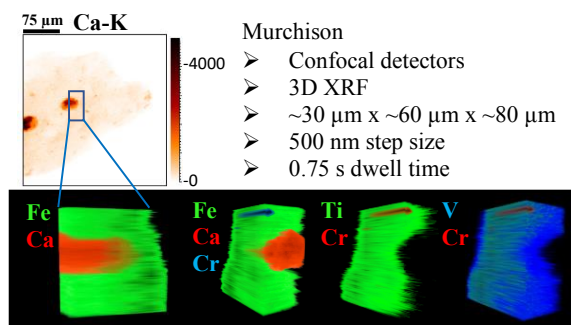 75 µm Ca-K
-4000
-0
Murchison
➢ Confocal detectors
➢ 3D XRF
➢ ~30 µm x ~60 µm x ~80 µm
➢ 500 nm step size
➢ 0.75 s dwell time
Fe
Ca
Fe
Ca
Cr
Ti
Cr
V
Cr